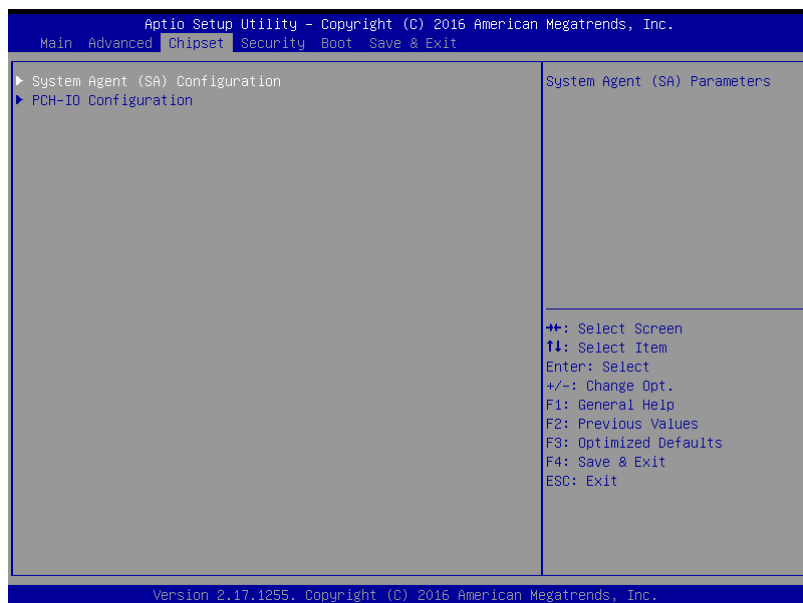 Aptio Setup Utility – Copyright (C) 2016 American Megatrends, Inc.
Main Advanced Chipset Security Boot Save & Exit
System Agent (SA) Configuration
PCH-IO Configuration
System Agent (SA) Parameters
→←: Select Screen
↑↓: Select Item
Enter: Select
+/-: Change Opt.
F1: General Help
F2: Previous Values
F3: Optimized Defaults
F4: Save & Exit
ESC: Exit
Version 2.17.1255. Copyright (C) 2016 American Megatrends, Inc.